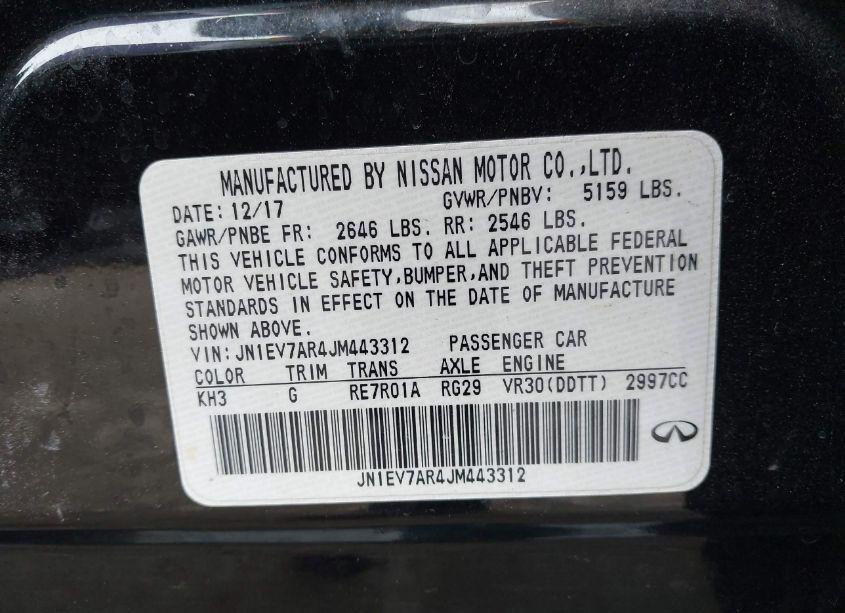 MANUFACTURED BY NISSAN MOTOR CO.,LTD.
DATE: 12/17 GVWR/PNBV: 5159 LBS.
GAWR/PNBE FR: 2646 LBS. RR: 2546 LBS.
THIS VEHICLE CONFORMS TO ALL APPLICABLE FEDERAL
MOTOR VEHICLE SAFETY,BUMPER,AND THEFT PREVENTION
STANDARDS IN EFFECT ON THE DATE OF MANUFACTURE
SHOWN ABOVE.
VIN:JN1EV7AR4JM443312 PASSENGER CAR
COLOR TRIM TRANS AXLE ENGINE
KH3 G RE7R01A RG29 VR30(DDTT) 2997CC
JN1EV7AR4JM443312